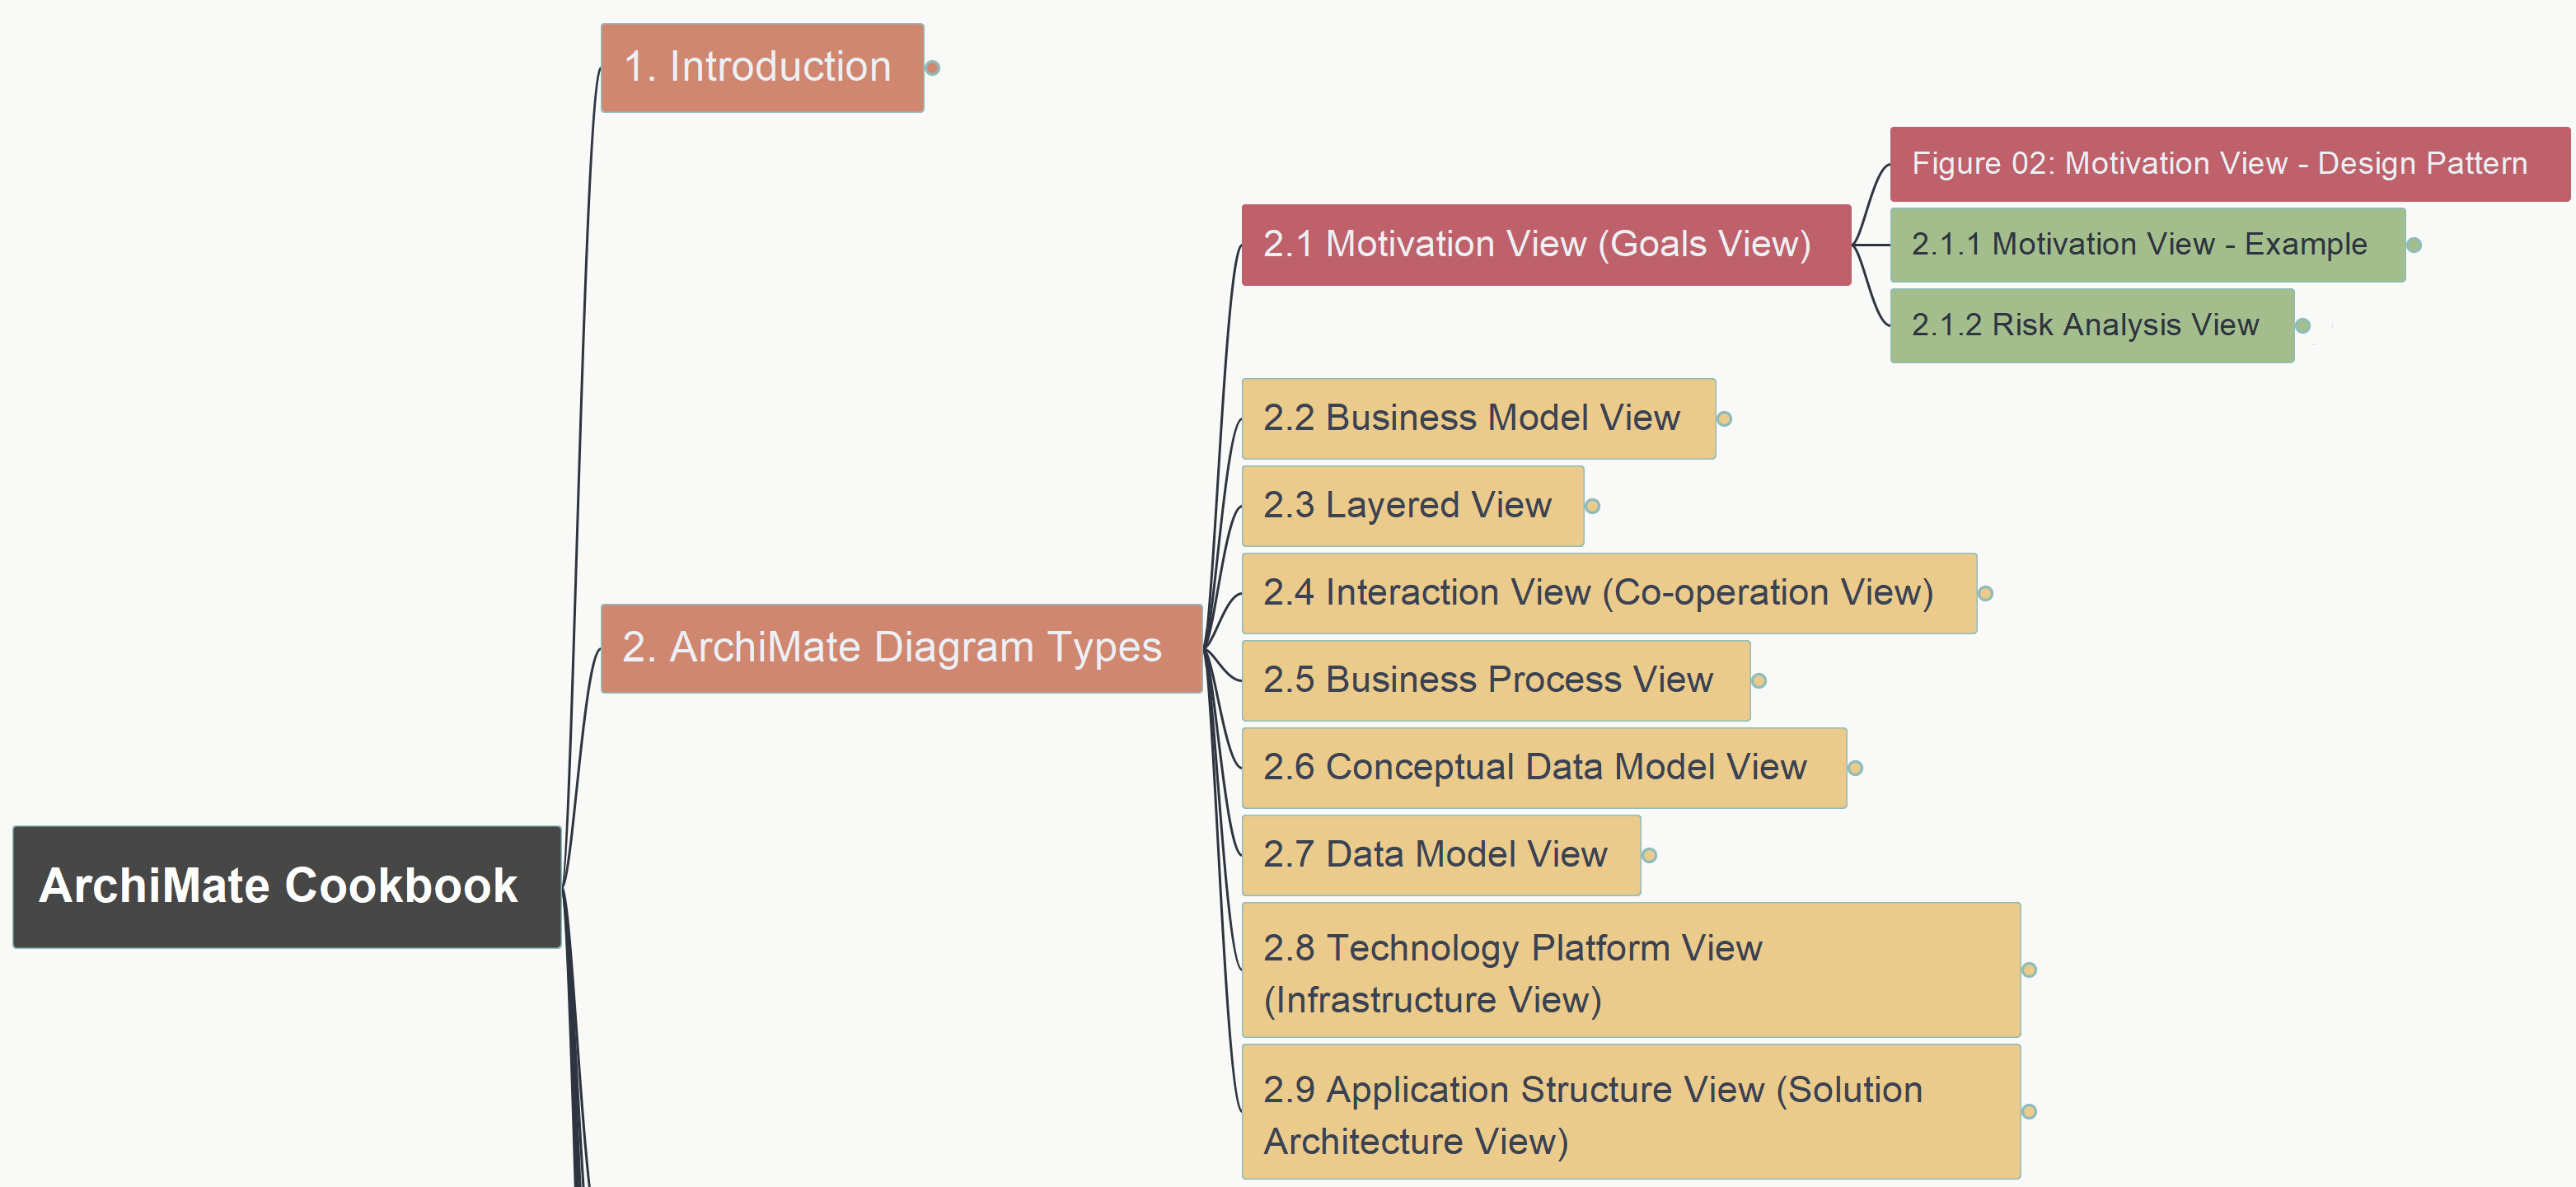 1. Introduction
Figure 02: Motivation View - Design Pattern
2.1 Motivation View (Goals View)
2.1.1 Motivation View - Example
2.1.2 Risk Analysis View
2.2 Business Model View
2.3 Layered View
2.4 Interaction View (Co-operation View)
2. ArchiMate Diagram Types
2.5 Business Process View
2.6 Conceptual Data Model View
2.7 Data Model View
ArchiMate Cookbook
2.8 Technology Platform View
(Infrastructure View)
2.9 Application Structure View (Solution
Architecture View)